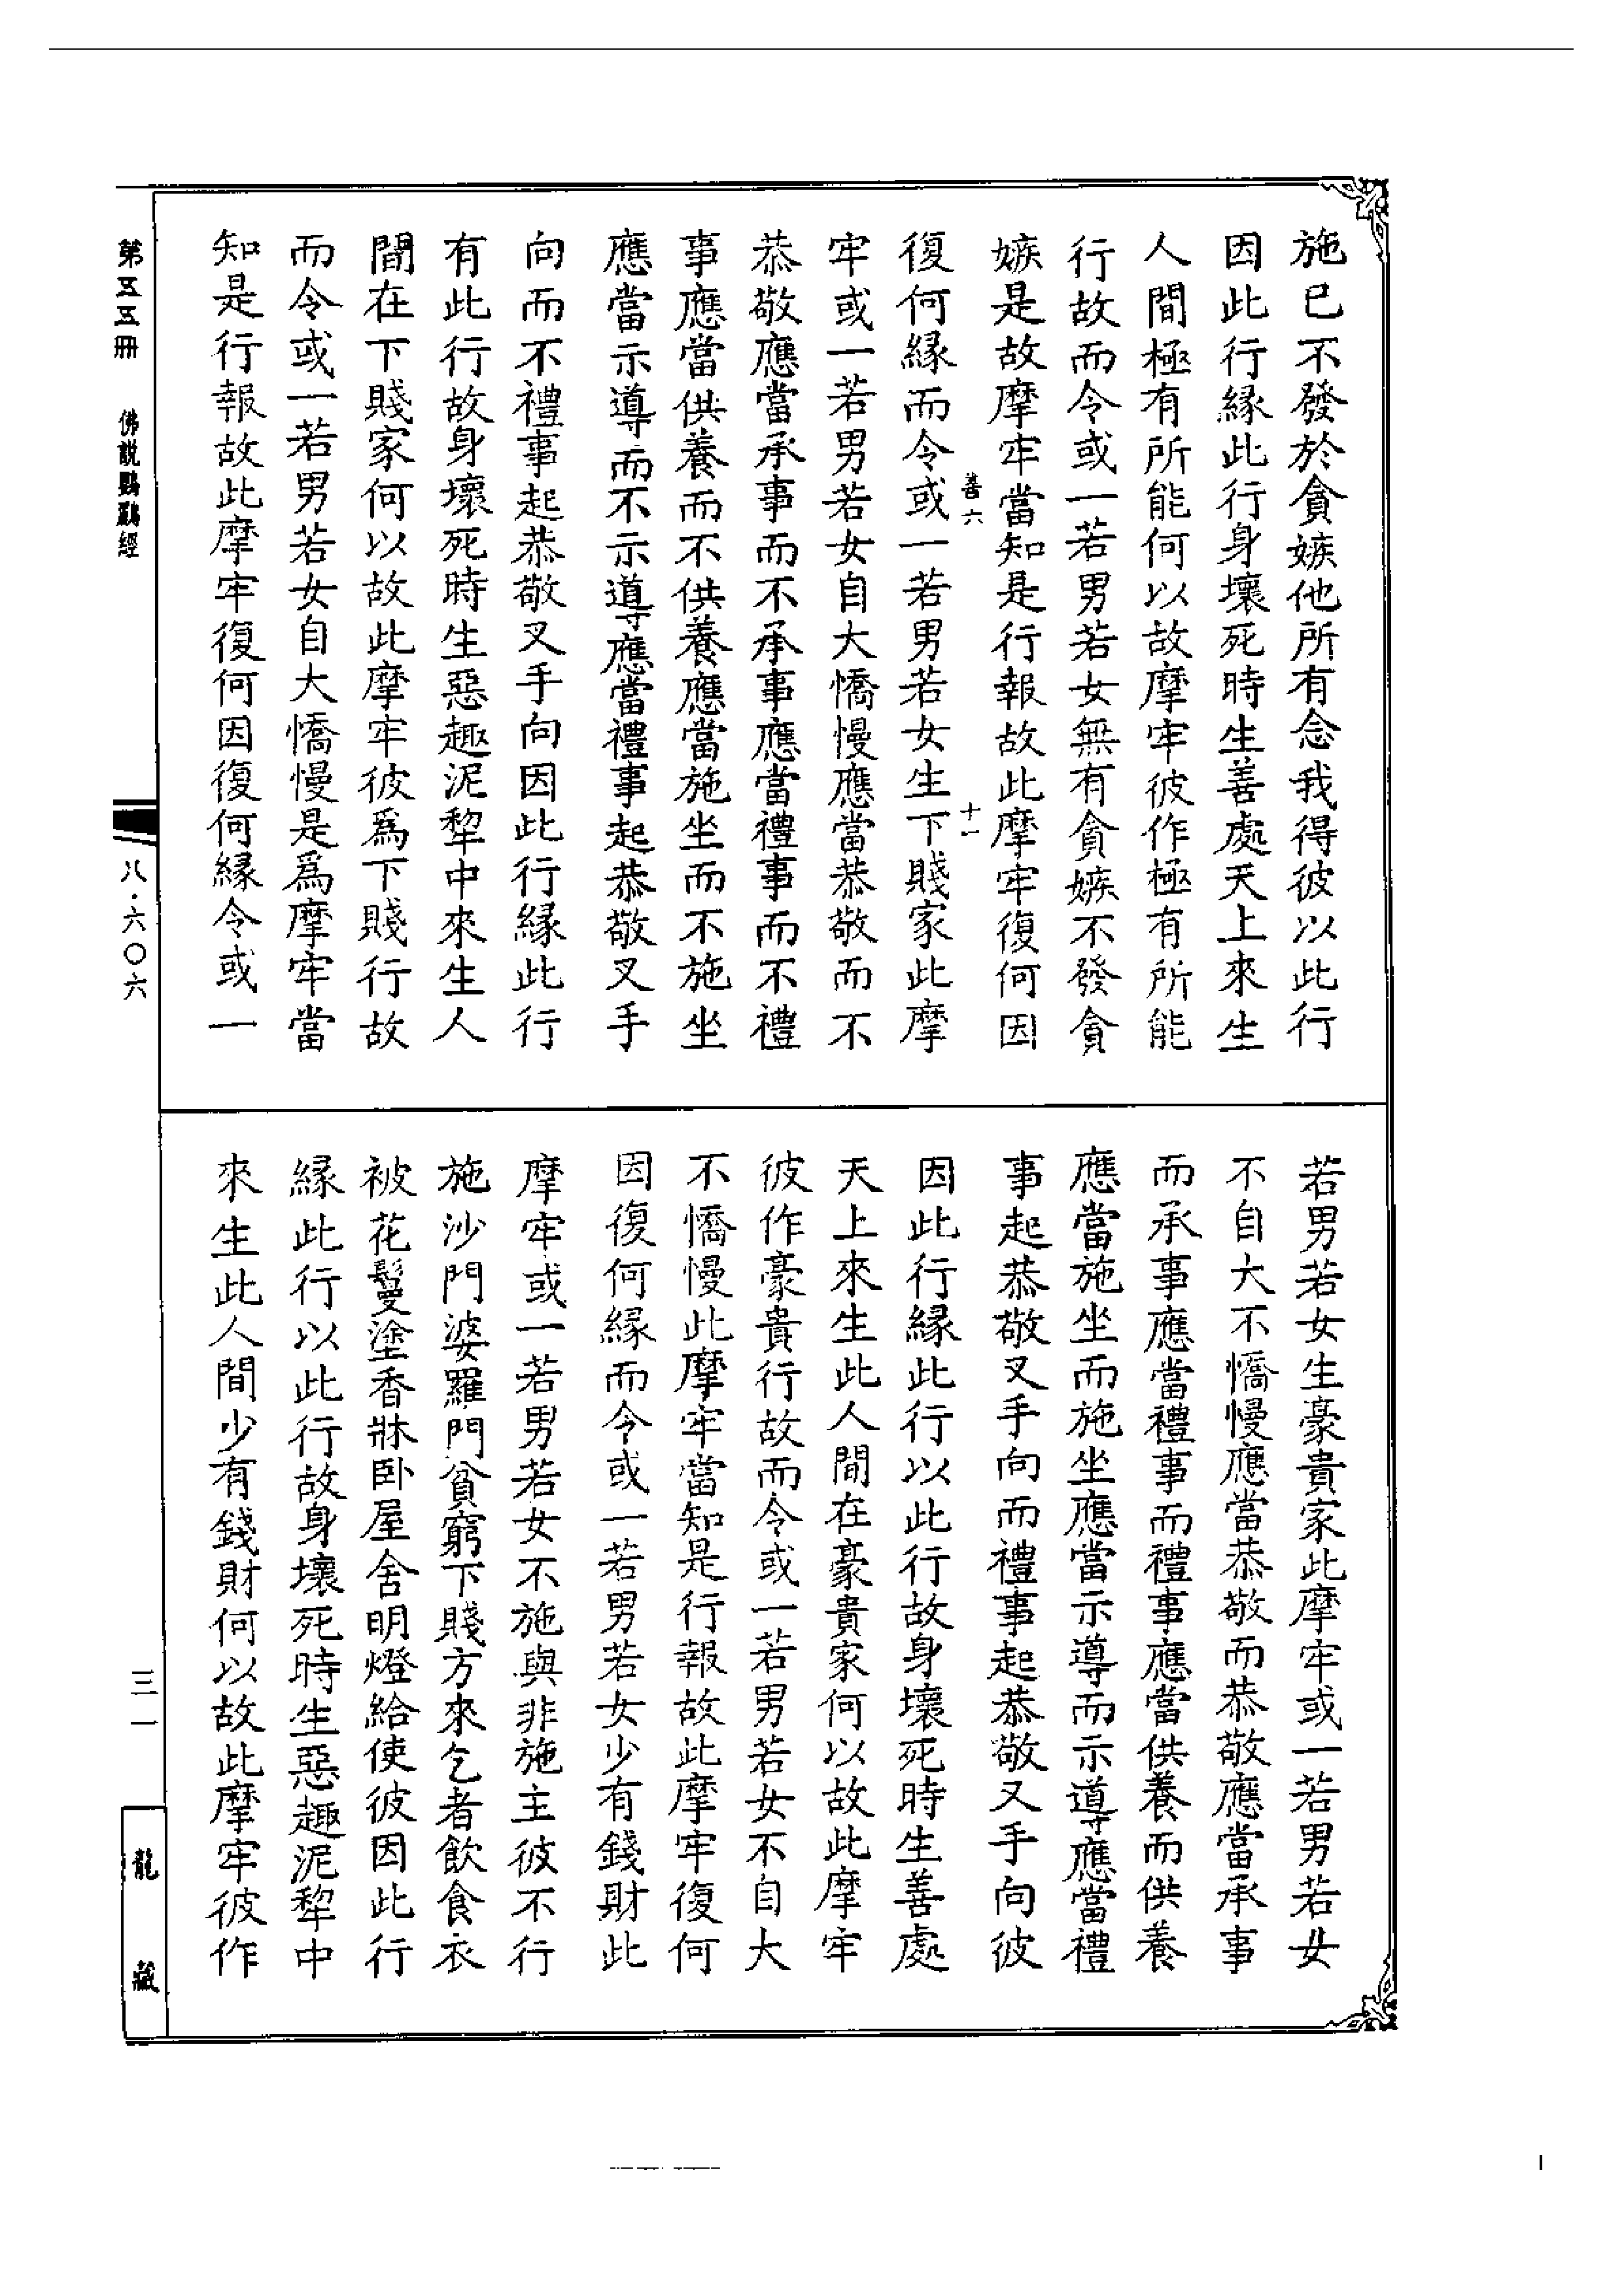 施已不發於貪嫉他所有念我得彼以此行
因此行縁此行身壞死時生善處天上來生
人間極有所能何以故摩牢彼作極有所能
行故而令或一若男若女無有貪嫉不發貪
嫉是故摩牢當知是行報故此摩牢復何因
善六
十一
復何縁而令或一若男若女生下賤家此摩
牢或一若男若女自大憍慢應當恭敬而不
恭敬應當承事而不承事應當禮事而不禮
事應當供養而不供養應當施坐而不施坐
應當示導而不示導應當禮事起恭敬叉手
向而不禮事起恭敬叉手向因此行縁此行
有此行故身壞死時生惡趣泥犂中來生人
間在下賤家何以故此摩牢彼爲下賤行故
而令或一若男若女自大憍慢是爲摩牢當
知是行報故此摩牢復何因復何縁令或一
若男若女生豪貴家此摩牢或一若男若女
不自大不憍慢應當恭敬而恭敬應當承事
而承事應當禮事而禮事應當供養而供養
應當施坐而施坐應當示導而示導應當禮
事起恭敬叉手向而禮事起恭敬叉手向彼
因此行縁此行以此行故身壞死時生善處
天上來生此人間在豪貴家何以故此摩牢
彼作豪貴行故而令或一若男若女不自大
不憍慢此摩牢當知是行報故此摩牢復何
因復何縁而令或一若男若女少有錢財此
摩牢或一若男若女不施與非施主彼不行
施沙門婆羅門貧窮下賤方來乞者飲食衣
被花鬘塗香牀卧屋舍明燈給使彼因此行
縁此行以此行故身壞死時生惡趣泥犂中
來生此人間少有錢財何以故此摩牢彼作
第五五冊　佛説鸚鵡經
八・六〇六
三一
龍藏